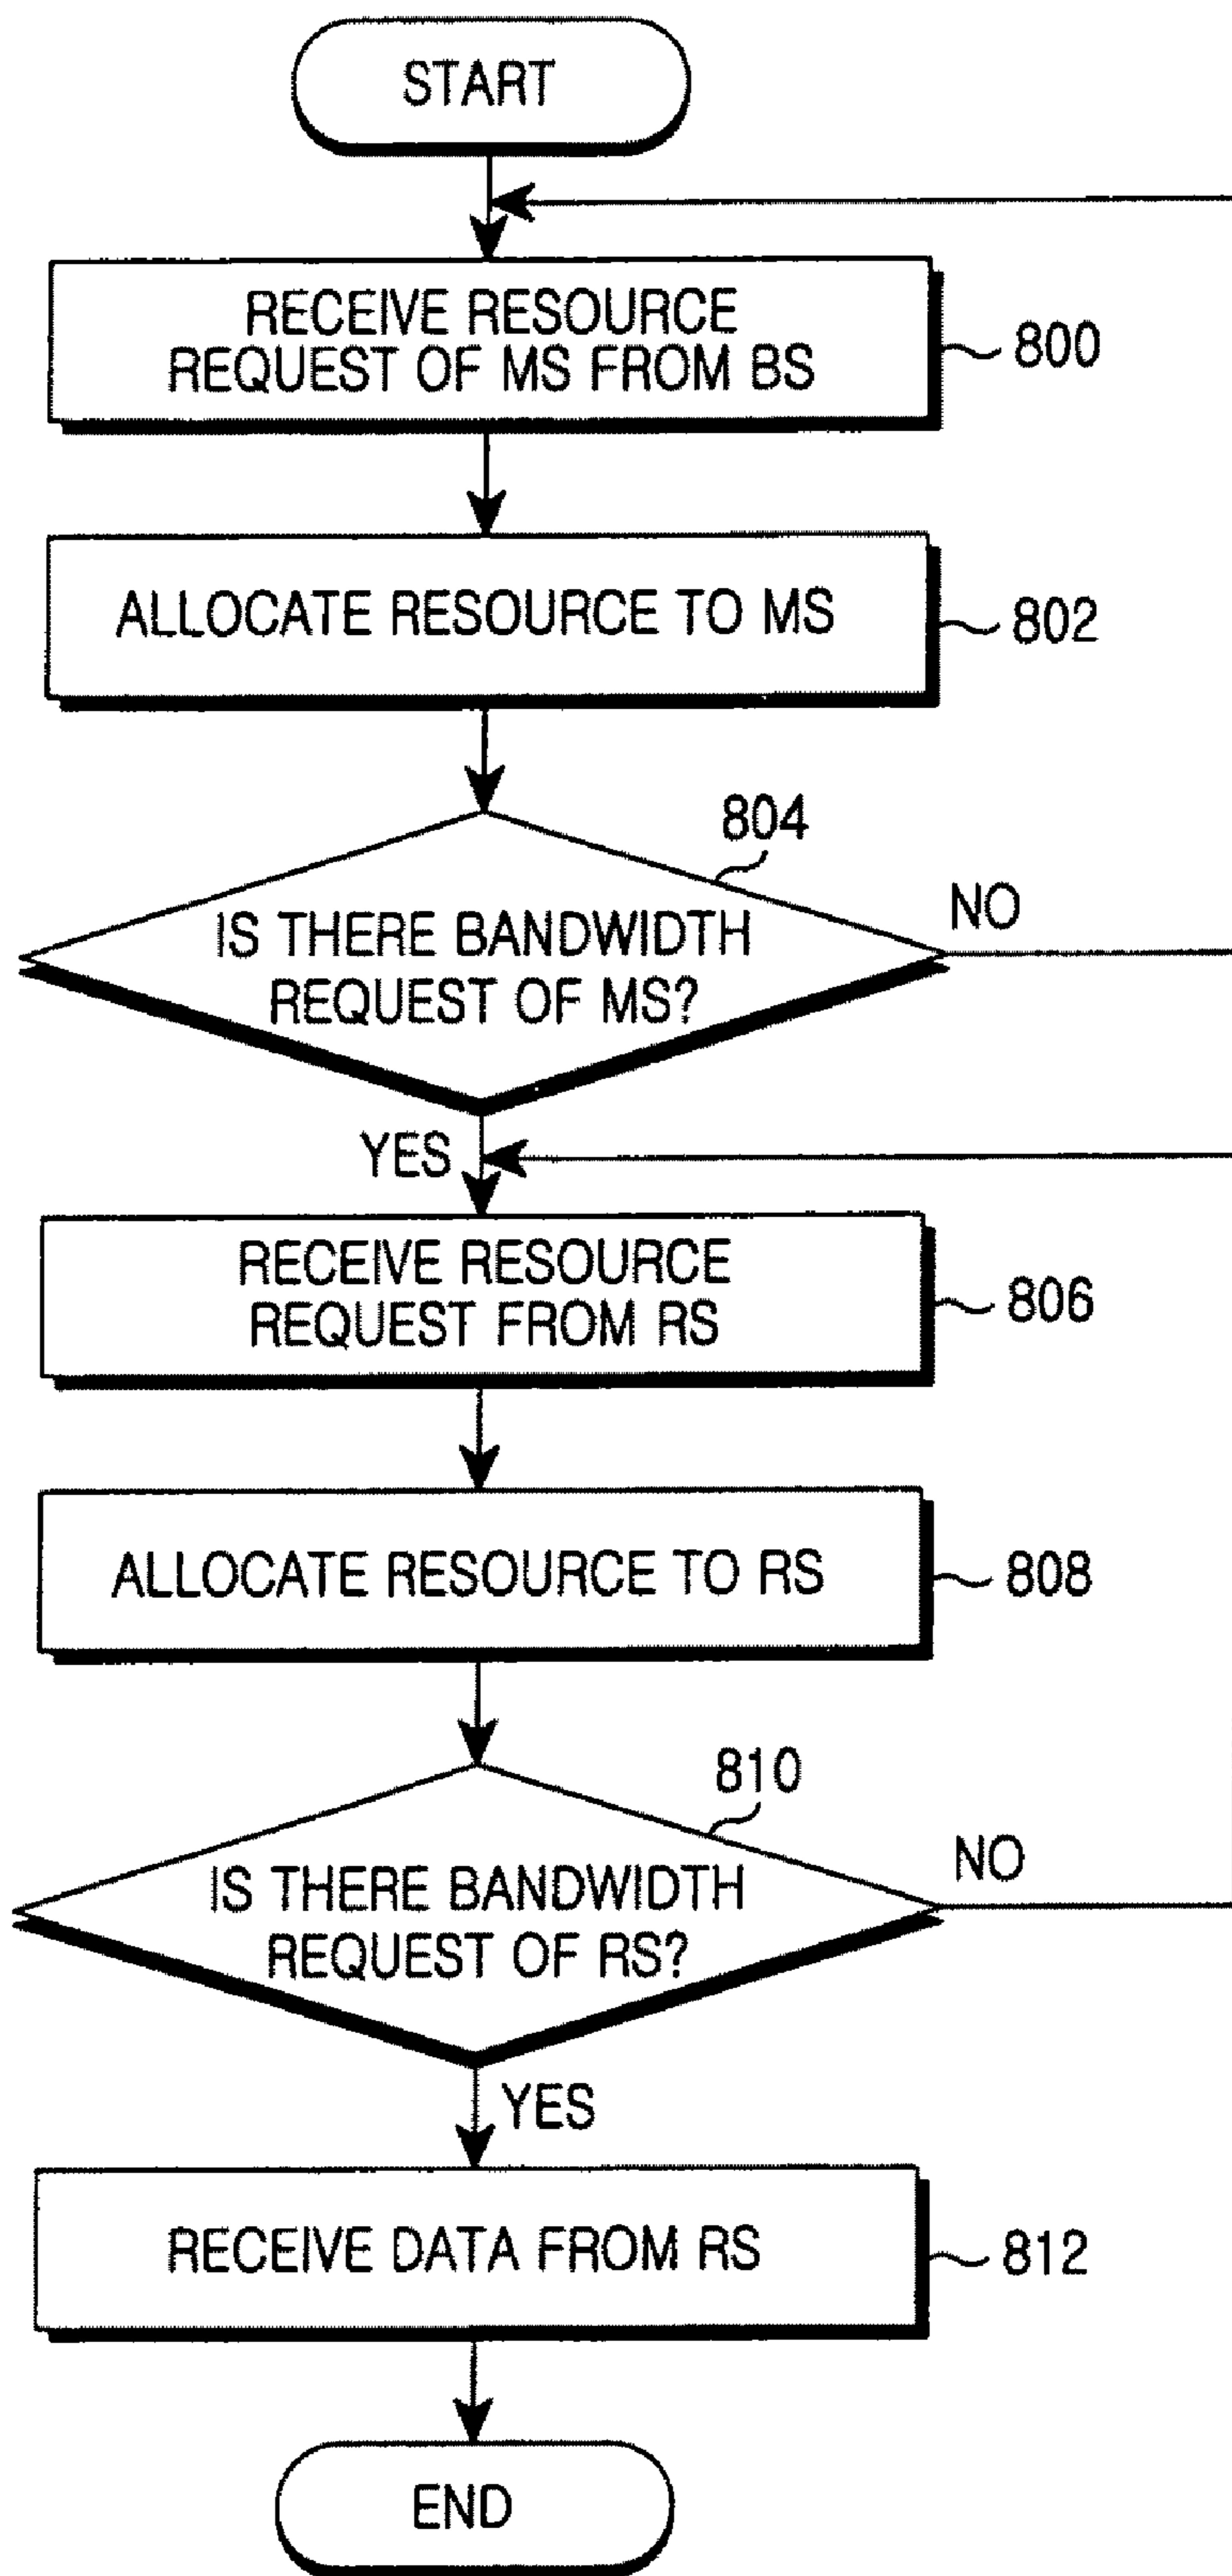 START
RECEIVE RESOURCE
REQUEST OF MS FROM BS
800
ALLOCATE RESOURCE TO MS
802
804
IS THERE BANDWIDTH
REQUEST OF MS?
NO
YES
RECEIVE RESOURCE
REQUEST FROM RS
806
ALLOCATE RESOURCE TO RS
808
810
IS THERE BANDWIDTH
REQUEST OF RS?
NO
YES
RECEIVE DATA FROM RS
812
END